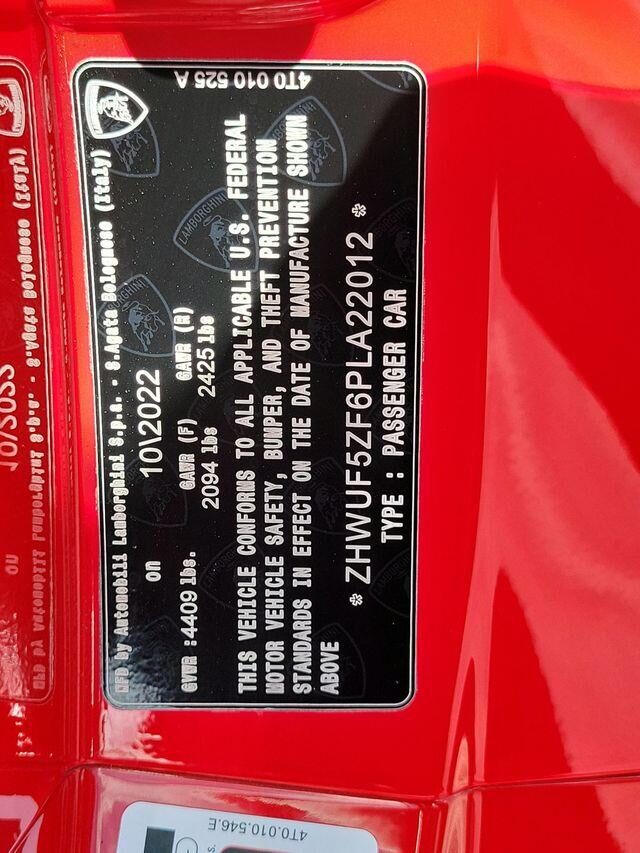 MFD by Automobili Lamborghini S.p.A. - S.Agata Bolognese (Italy)
on 10\2022
GVWR :4409 lbs. GAWR (F) 2094 lbs GAWR (R) 2425 lbs
THIS VEHICLE CONFORMS TO ALL APPLICABLE U.S. FEDERAL
MOTOR VEHICLE SAFETY, BUMPER, AND THEFT PREVENTION
STANDARDS IN EFFECT ON THE DATE OF MANUFACTURE SHOWN
ABOVE
* ZHWUF5ZF6PLA22012 *
TYPE : PASSENGER CAR
4T0 010 525 A
LAMBORGHINI
4T0.010.546.E